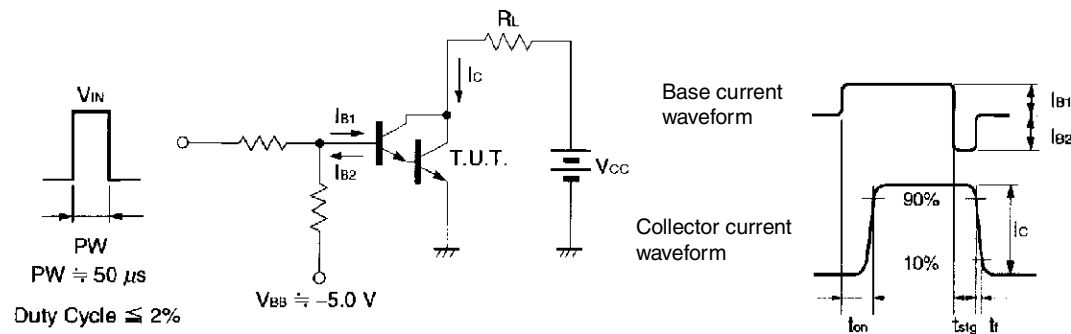 VIN
PW
PW ≒ 50 μs
Duty Cycle ≦ 2%
IB1
IB2
VBB ≒ −5.0 V
IC
RL
T.U.T.
VCC
Base current
waveform
IB1
IB2
Collector current
waveform
90%
10%
IC
ton
tstg
tf